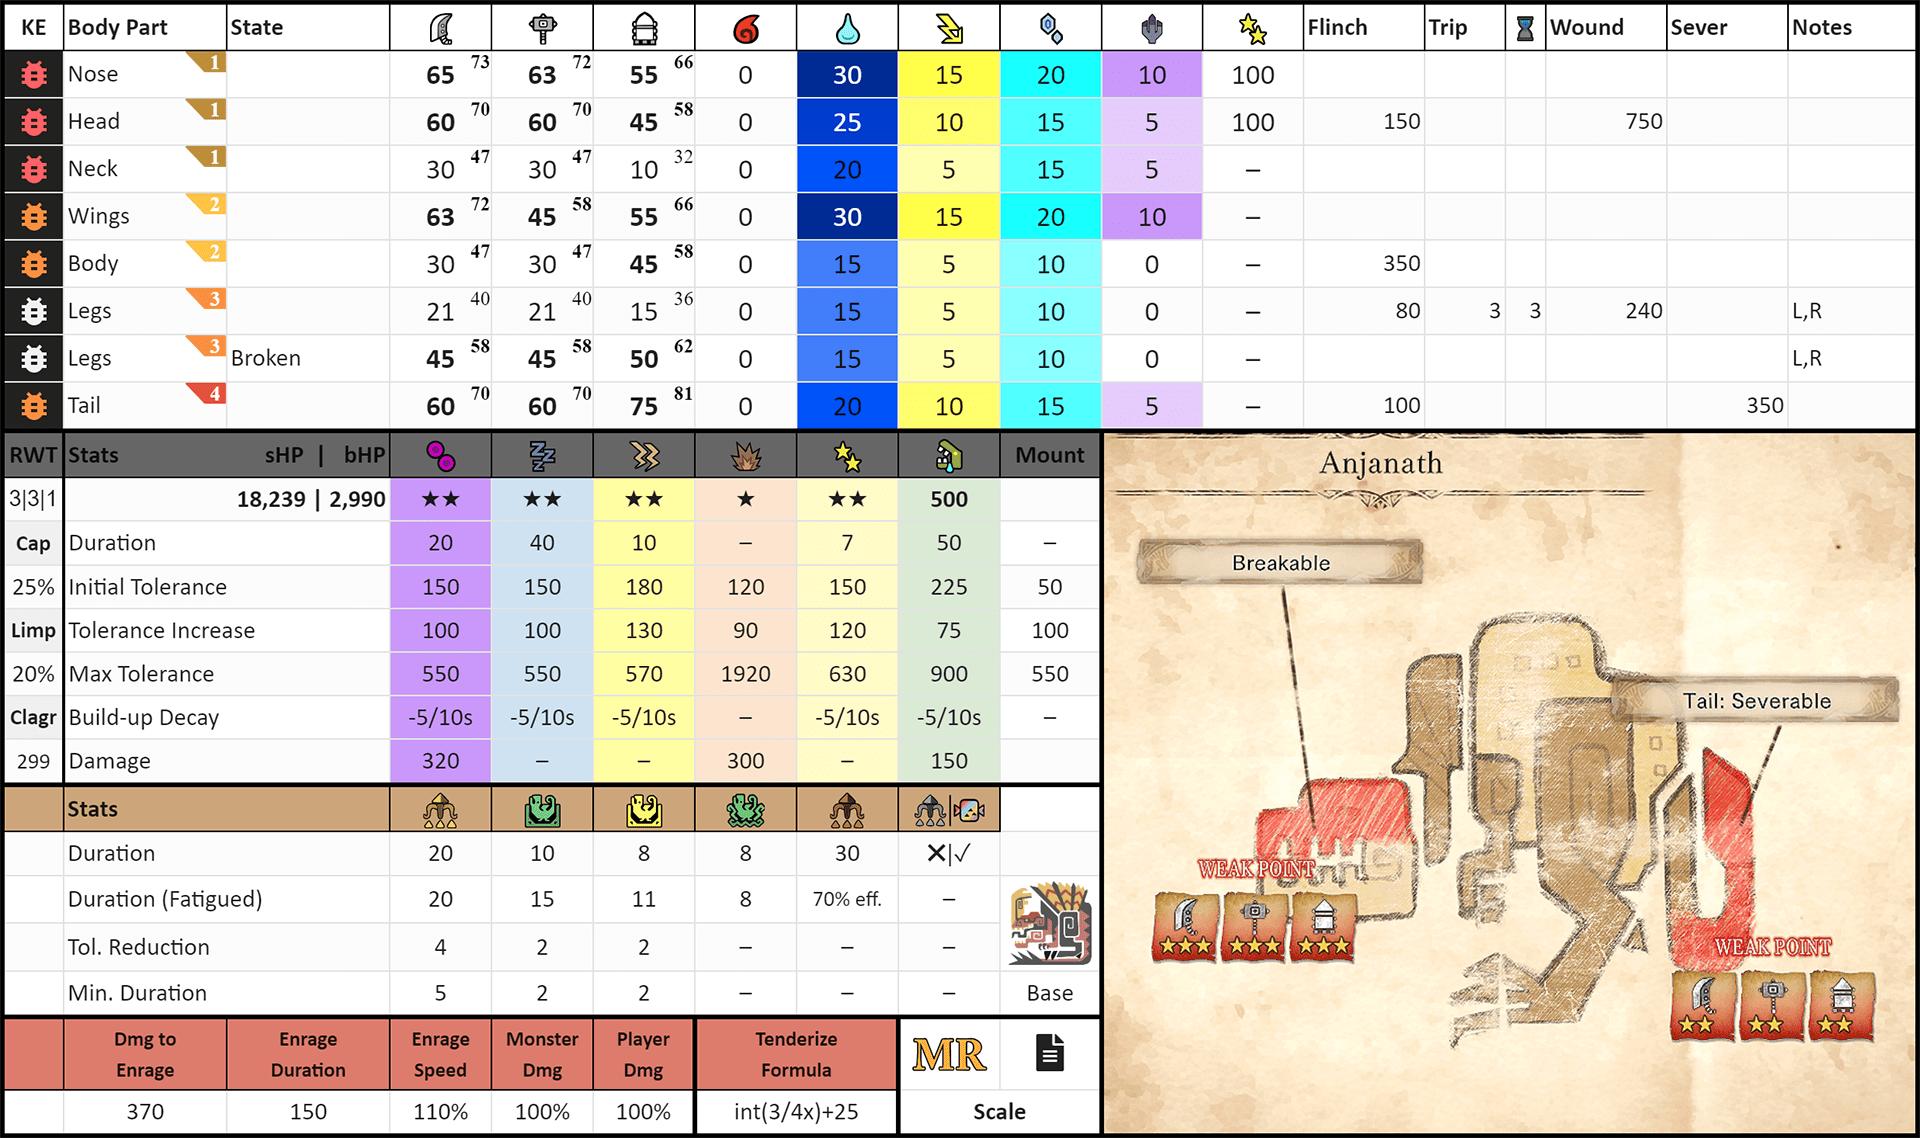 KE Body Part State Flinch Trip Wound Sever Notes
Nose 1 65 73 63 72 55 66 0 30 15 20 10 100
Head 1 60 70 60 70 45 58 0 25 10 15 5 100 150 750
Neck 1 30 47 30 47 10 32 0 20 5 15 5 –
Wings 2 63 72 45 58 55 66 0 30 15 20 10 –
Body 2 30 47 30 47 45 58 0 15 5 10 0 – 350
Legs 3 21 40 21 40 15 36 0 15 5 10 0 – 80 3 3 240 L,R
Legs 3 Broken 45 58 45 58 50 62 0 15 5 10 0 – L,R
Tail 4 60 70 60 70 75 81 0 20 10 15 5 – 100 350
RWT Stats sHP | bHP Mount
3|3|1 18,239 | 2,990 ★★ ★★ ★★ ★ ★★ 500
Cap Duration 20 40 10 – 7 50 –
25% Initial Tolerance 150 150 180 120 150 225 50
Limp Tolerance Increase 100 100 130 90 120 75 100
20% Max Tolerance 550 550 570 1920 630 900 550
Clagr Build-up Decay -5/10s -5/10s -5/10s – -5/10s -5/10s –
299 Damage 320 – – 300 – 150
Stats
Duration 20 10 8 8 30 ✕|✓
Duration (Fatigued) 20 15 11 8 70% eff. –
Tol. Reduction 4 2 2 – – –
Min. Duration 5 2 2 – – – Base
Dmg to Enrage Enrage Duration Enrage Speed Monster Dmg Player Dmg Tenderize Formula MR
370 150 110% 100% 100% int(3/4x)+25 Scale
Anjanath
Breakable
Tail: Severable
WEAK POINT
★★★ ★★★ ★★★
WEAK POINT
★★ ★★ ★★